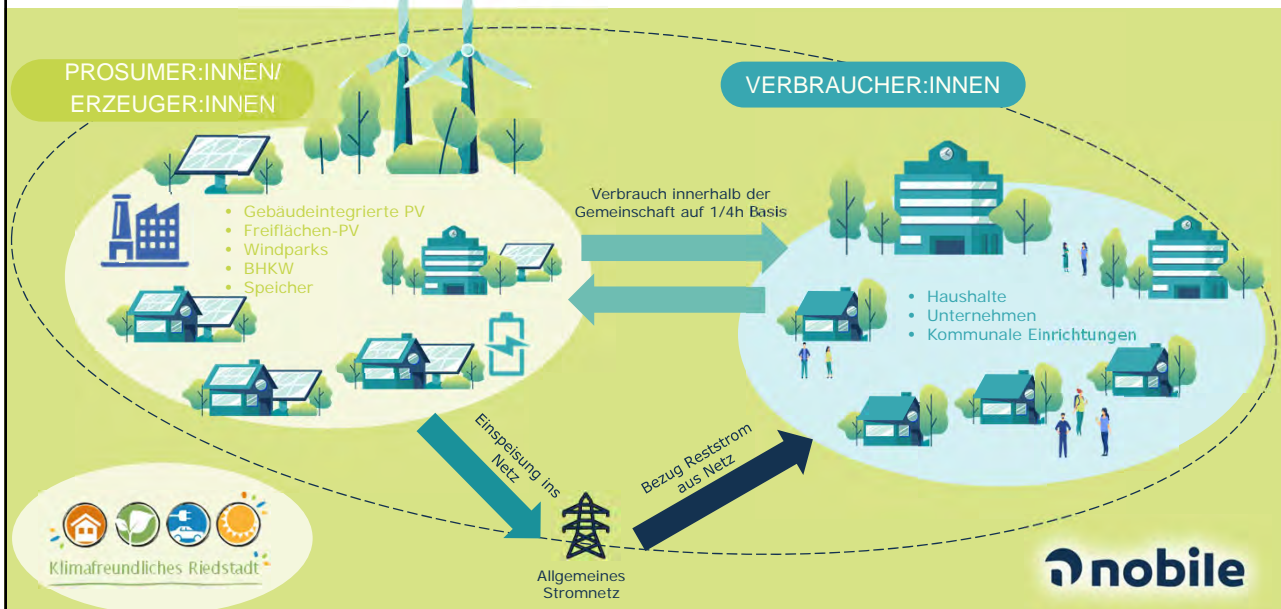 PROSUMER:INNEN/
ERZEUGER:INNEN
VERBRAUCHER:INNEN
Verbrauch innerhalb der
Gemeinschaft auf 1/4h Basis
• Gebäudeintegrierte PV
• Freiflächen-PV
• Windparks
• BHKW
• Speicher
• Haushalte
• Unternehmen
• Kommunale Einrichtungen
Einspeisung ins
Netz
Bezug Reststrom
aus Netz
Allgemeines
Stromnetz
Klimafreundliches Riedstadt
nobile